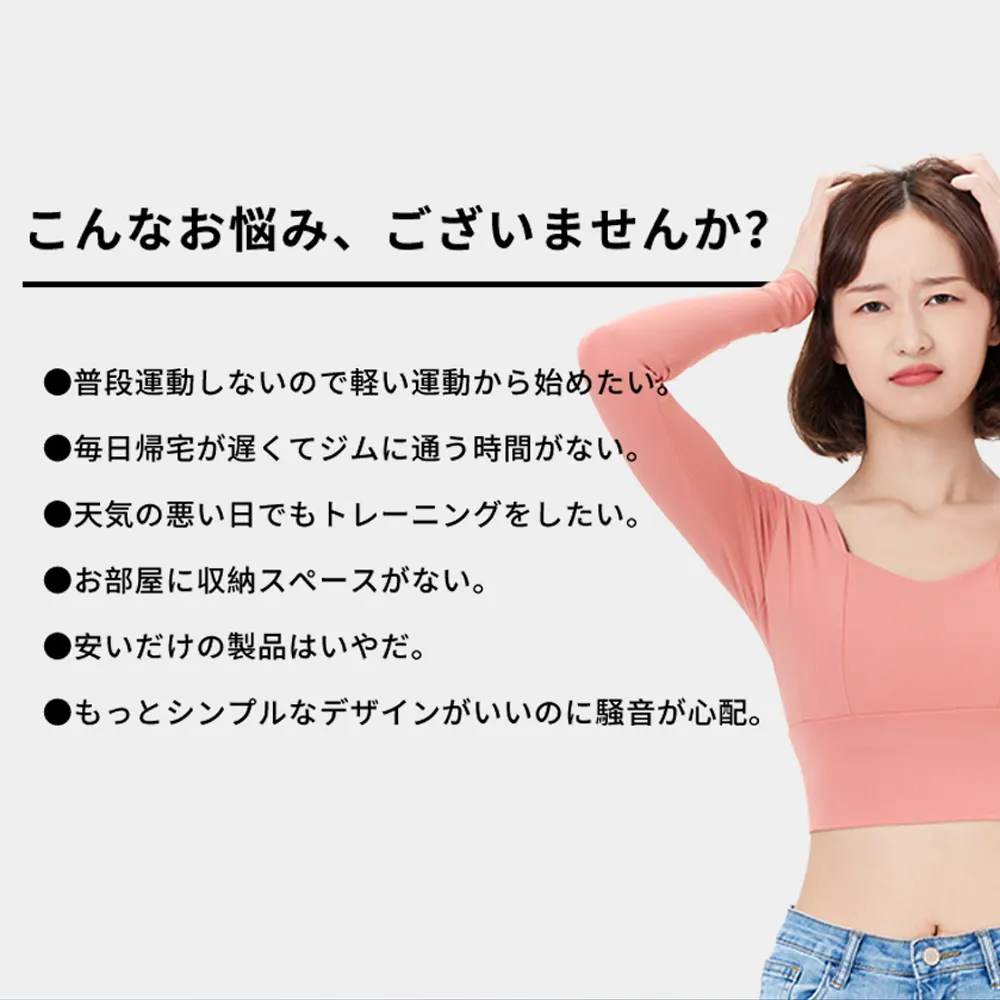 こんなお悩み、ございませんか?
●普段運動しないので軽い運動から始めたい。
●毎日帰宅が遅くてジムに通う時間がない。
●天気の悪い日でもトレーニングをしたい。
●お部屋に収納スペースがない。
●安いだけの製品はいやだ。
●もっとシンプルなデザインがいいのに騒音が心配。